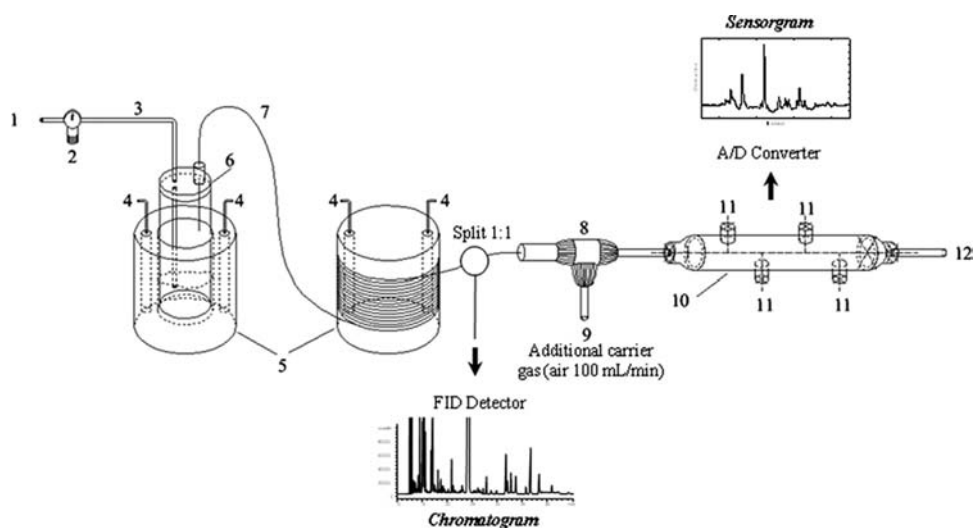 Sensorgram
A/D Converter
1
2
3
4
4
5
6
7
4
4
Split 1:1
8
9
Additional carrier
gas (air 100 mL/min)
10
11
11
11
11
12
FID Detector
Chromatogram